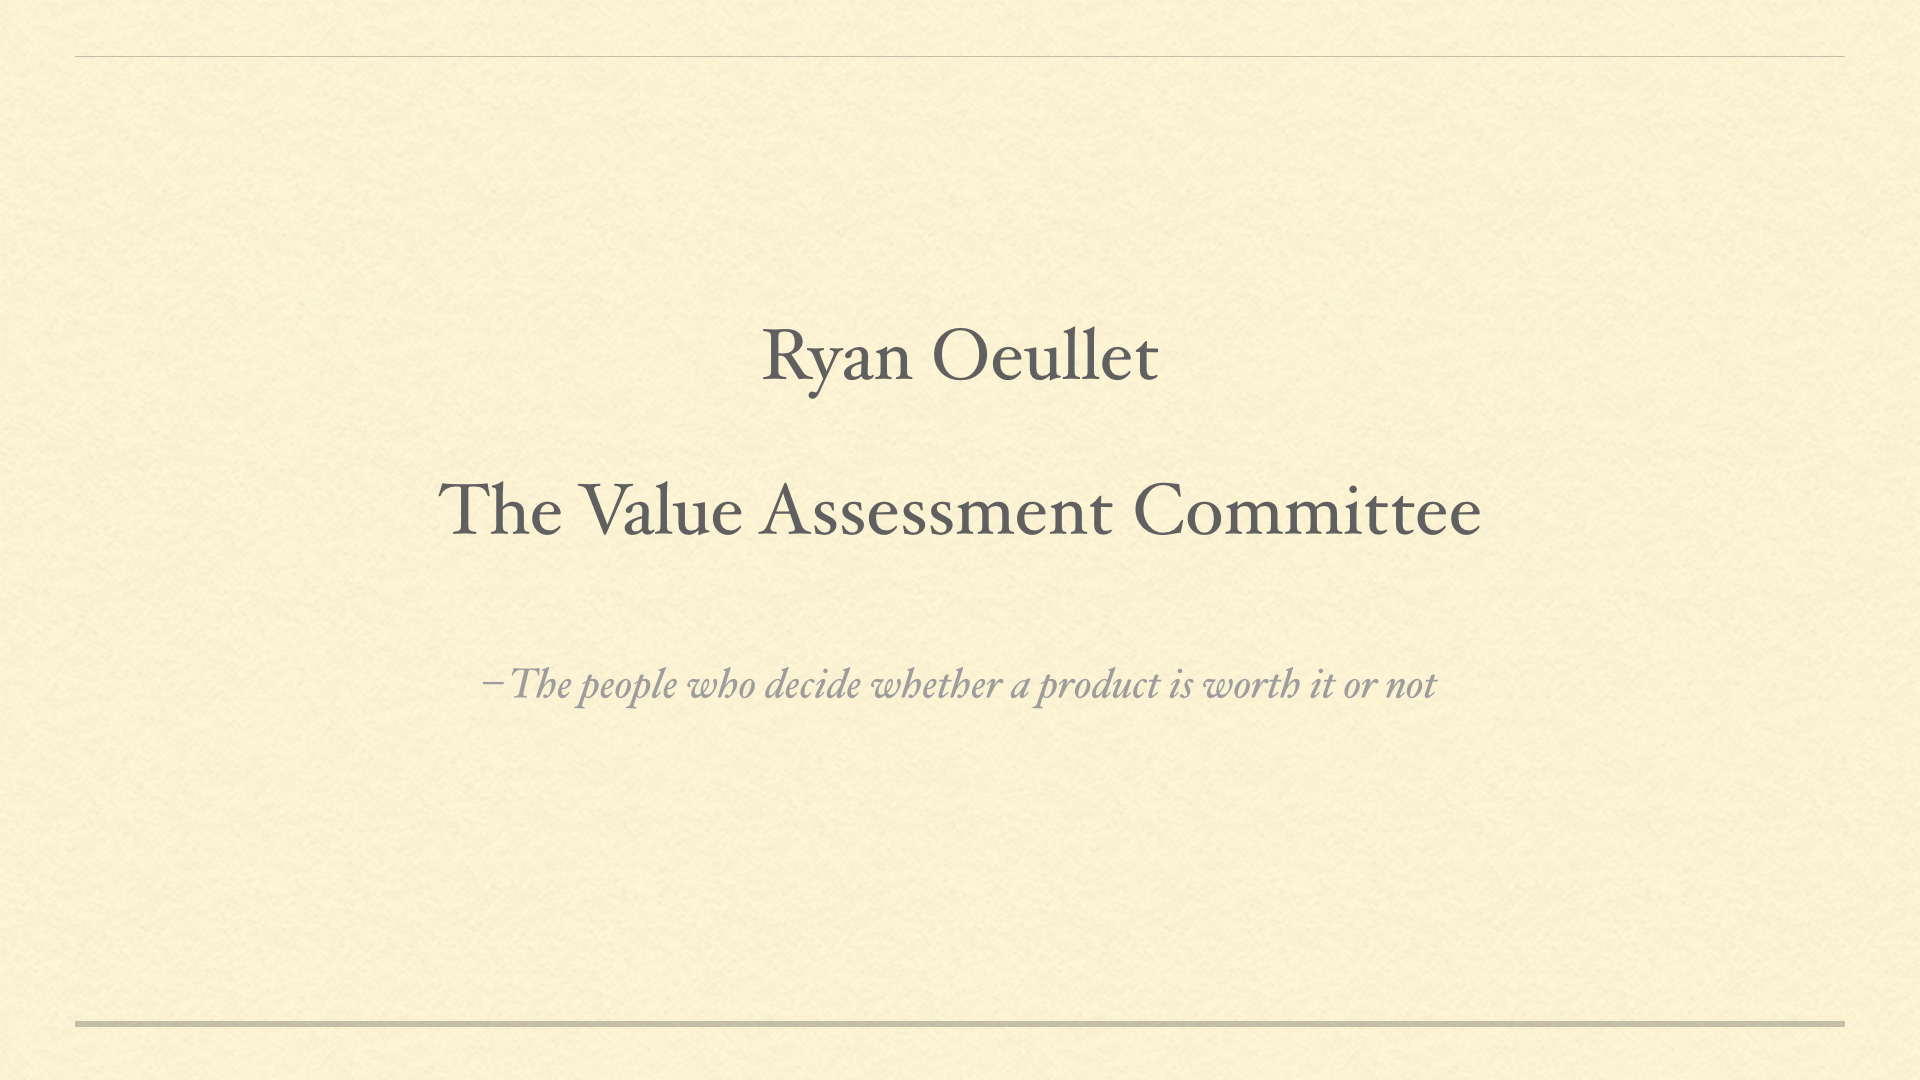 Ryan Oeullet
The Value Assessment Committee
–The people who decide whether a product is worth it or not